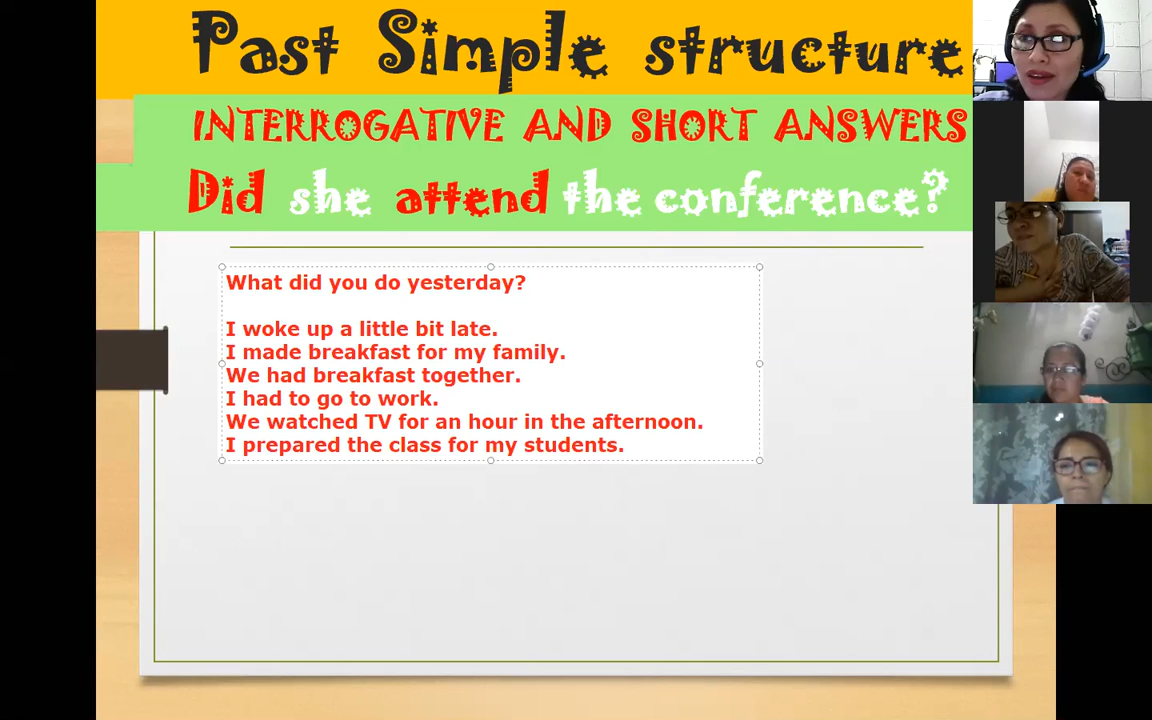 Past Simple structure
INTERROGATIVE AND SHORT ANSWERS
Did she attend the conference?
What did you do yesterday?
I woke up a little bit late.
I made breakfast for my family.
We had breakfast together.
I had to go to work.
We watched TV for an hour in the afternoon.
I prepared the class for my students.